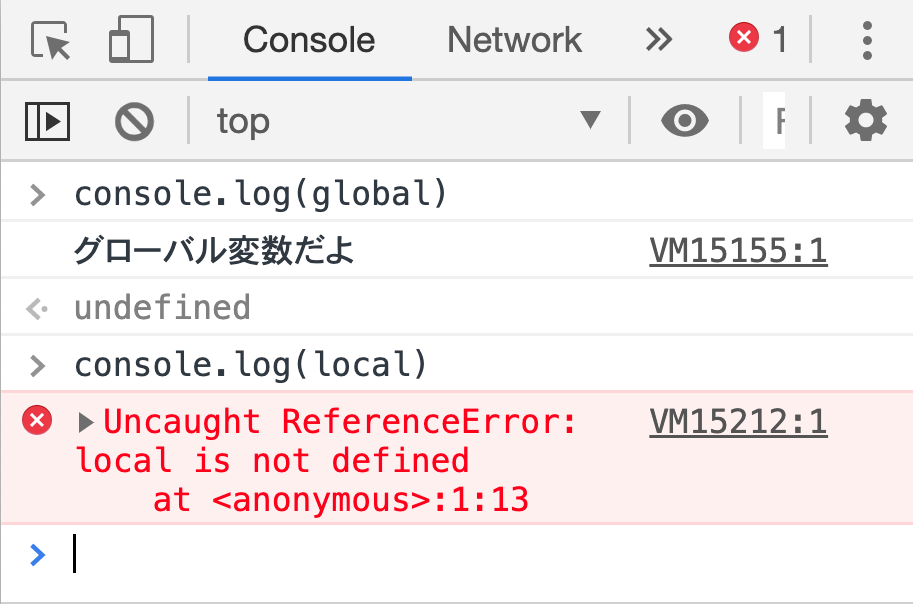 Console Network » 1
top
console.log(global)
グローバル変数だよ VM15155:1
undefined
console.log(local)
Uncaught ReferenceError: VM15212:1
local is not defined
at <anonymous>:1:13